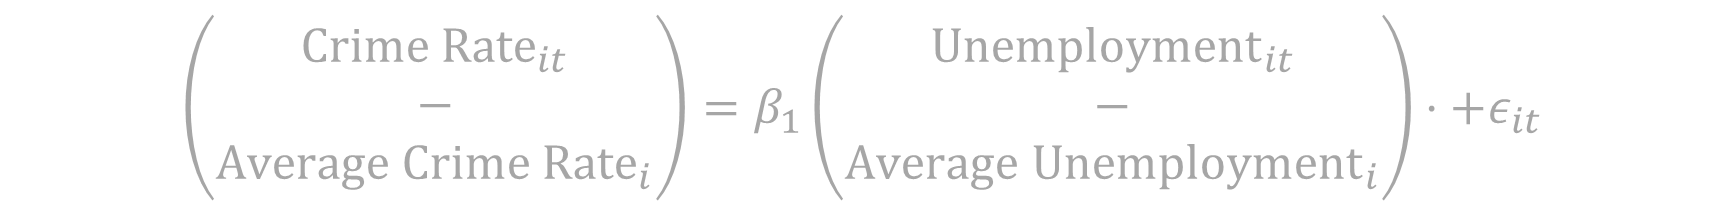 Crime Rate_it Unemployment_it
( − ) = β_1 ( − ) · +ϵ_it
Average Crime Rate_i Average Unemployment_i